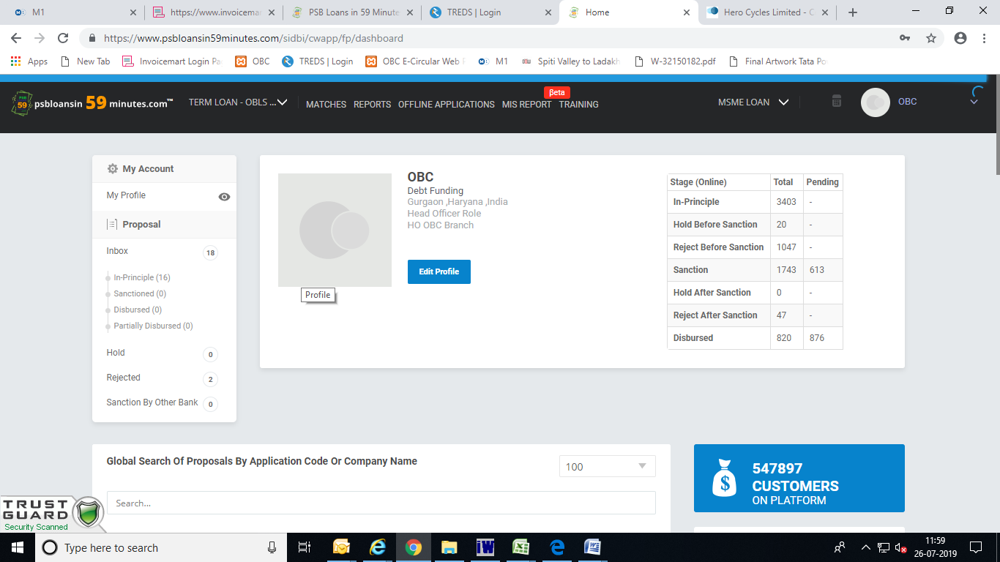 M1
https://www.invoicemar
PSB Loans in 59 Minute
TREDS | Login
Home
Hero Cycles Limited - C
https://www.psbloansin59minutes.com/sidbi/cwapp/fp/dashboard
Apps
New Tab
Invoicemart Login Pa
OBC
TREDS | Login
OBC E-Circular Web P
M1
Spiti Valley to Ladakh
W-32150182.pdf
Final Artwork Tata Po
PSB 59 psbloansin 59 minutes.com™
TERM LOAN - OBLS ...
MATCHES
REPORTS
OFFLINE APPLICATIONS
MIS REPORT
βeta
TRAINING
MSME LOAN
OBC
My Account
My Profile
Proposal
Inbox 18
In-Principle (16)
Sanctioned (0)
Disbursed (0)
Partially Disbursed (0)
Hold 0
Rejected 2
Sanction By Other Bank 0
OBC
Debt Funding
Gurgaon ,Haryana ,India
Head Officer Role
HO OBC Branch
Edit Profile
Profile
Stage (Online) Total Pending
In-Principle 3403 -
Hold Before Sanction 20 -
Reject Before Sanction 1047 -
Sanction 1743 613
Hold After Sanction 0 -
Reject After Sanction 47 -
Disbursed 820 876
Global Search Of Proposals By Application Code Or Company Name
100
Search...
547897
CUSTOMERS
ON PLATFORM
TRUST
GUARD
Security Scanned
Type here to search
11:59
26-07-2019